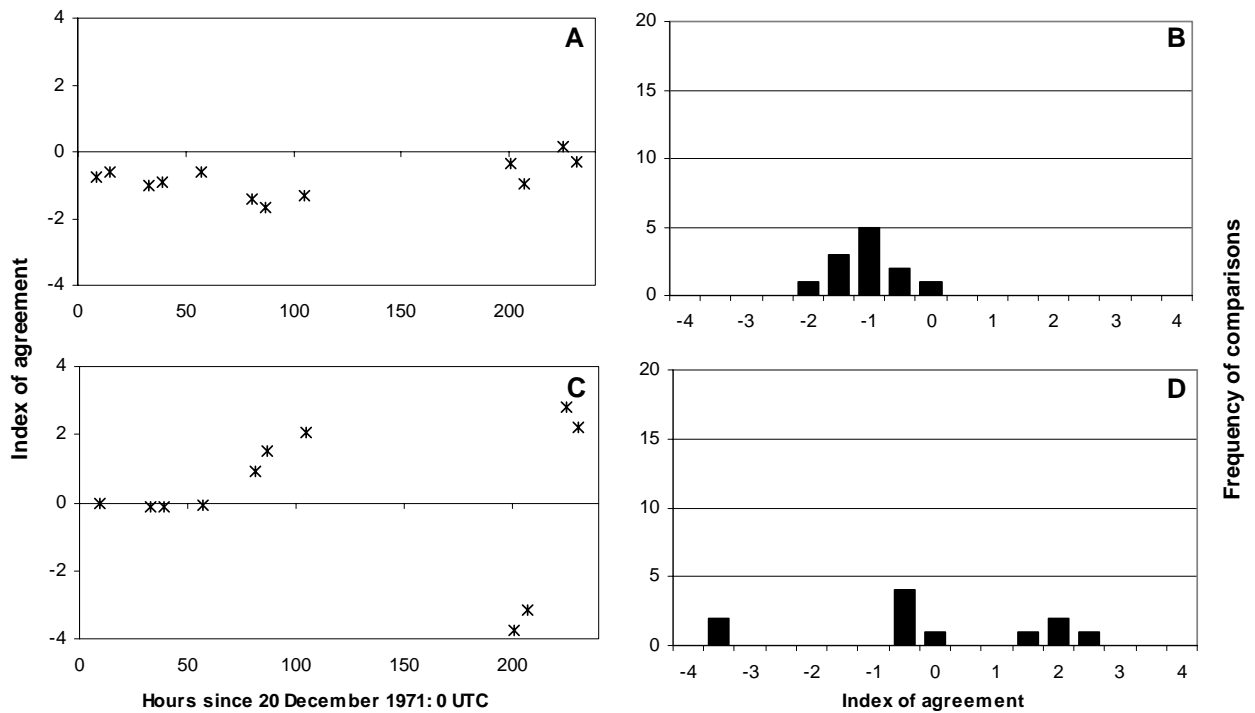 A
4
2
0
-2
-4
0 50 100 150 200
B
20
15
10
5
0
-4 -3 -2 -1 0 1 2 3 4
Index of agreement
Frequency of comparisons
C
4
2
0
-2
-4
0 50 100 150 200
Hours since 20 December 1971: 0 UTC
D
20
15
10
5
0
-4 -3 -2 -1 0 1 2 3 4
Index of agreement